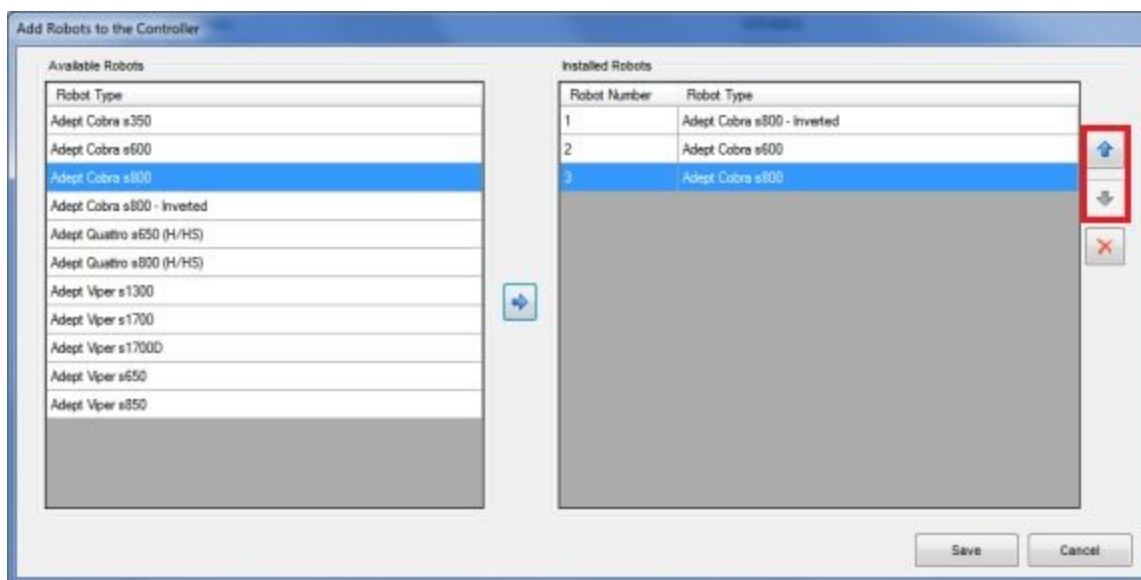 Add Robots to the Controller
Available Robots
Robot Type
Adept Cobra s350
Adept Cobra s600
Adept Cobra s800
Adept Cobra s800 - Inverted
Adept Quattro s650 (H/HS)
Adept Quattro s800 (H/HS)
Adept Viper s1300
Adept Viper s1700
Adept Viper s1700D
Adept Viper s650
Adept Viper s850
Installed Robots
Robot Number Robot Type
1 Adept Cobra s800 - Inverted
2 Adept Cobra s600
3 Adept Cobra s800
Save Cancel